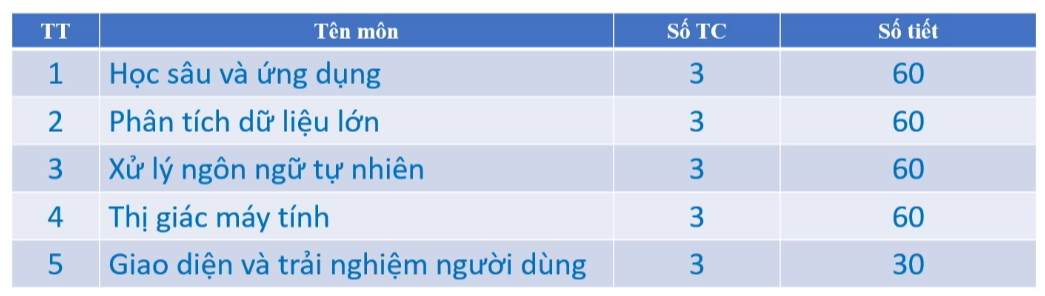 TT Tên môn Số TC Số tiết
1 Học sâu và ứng dụng 3 60
2 Phân tích dữ liệu lớn 3 60
3 Xử lý ngôn ngữ tự nhiên 3 60
4 Thị giác máy tính 3 60
5 Giao diện và trải nghiệm người dùng 3 30